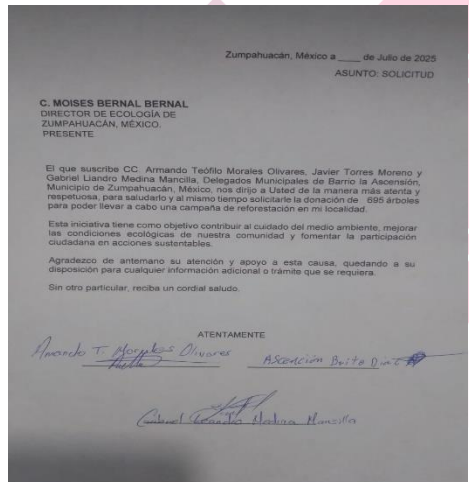 Zumpahuacán, México a ____ de Julio de 2025
ASUNTO: SOLICITUD
C. MOISES BERNAL BERNAL
DIRECTOR DE ECOLOGÍA DE
ZUMPAHUACÁN, MÉXICO.
PRESENTE
El que suscribe CC. Armando Teófilo Morales Olivares, Javier Torres Moreno y
Gabriel Liandro Medina Mancilla, Delegados Municipales de Barrio la Ascensión,
Municipio de Zumpahuacán, México, nos dirijo a Usted de la manera más atenta y
respetuosa, para saludarlo y al mismo tiempo solicitarle la donación de 695 árboles
para poder llevar a cabo una campaña de reforestación en mi localidad.
Esta iniciativa tiene como objetivo contribuir al cuidado del medio ambiente, mejorar
las condiciones ecológicas de nuestra comunidad y fomentar la participación
ciudadana en acciones sustentables.
Agradezco de antemano su atención y apoyo a esta causa, quedando a su
disposición para cualquier información adicional o trámite que se requiera.
Sin otro particular, reciba un cordial saludo.
ATENTAMENTE
Armando T. Morales Olivares
Ascención Brito
Gabriel Leandro Medina Mancilla